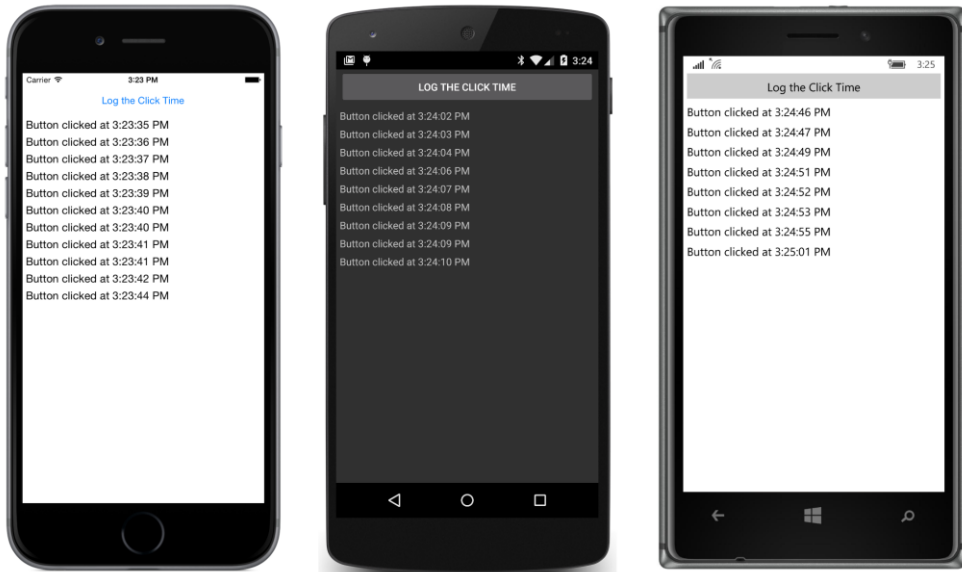 Carrier 3:23 PM
Log the Click Time
Button clicked at 3:23:35 PM
Button clicked at 3:23:36 PM
Button clicked at 3:23:37 PM
Button clicked at 3:23:38 PM
Button clicked at 3:23:39 PM
Button clicked at 3:23:40 PM
Button clicked at 3:23:40 PM
Button clicked at 3:23:41 PM
Button clicked at 3:23:41 PM
Button clicked at 3:23:42 PM
Button clicked at 3:23:44 PM
3:24
LOG THE CLICK TIME
Button clicked at 3:24:02 PM
Button clicked at 3:24:03 PM
Button clicked at 3:24:04 PM
Button clicked at 3:24:06 PM
Button clicked at 3:24:07 PM
Button clicked at 3:24:08 PM
Button clicked at 3:24:09 PM
Button clicked at 3:24:09 PM
Button clicked at 3:24:10 PM
3:25
Log the Click Time
Button clicked at 3:24:46 PM
Button clicked at 3:24:47 PM
Button clicked at 3:24:49 PM
Button clicked at 3:24:51 PM
Button clicked at 3:24:52 PM
Button clicked at 3:24:53 PM
Button clicked at 3:24:55 PM
Button clicked at 3:25:01 PM